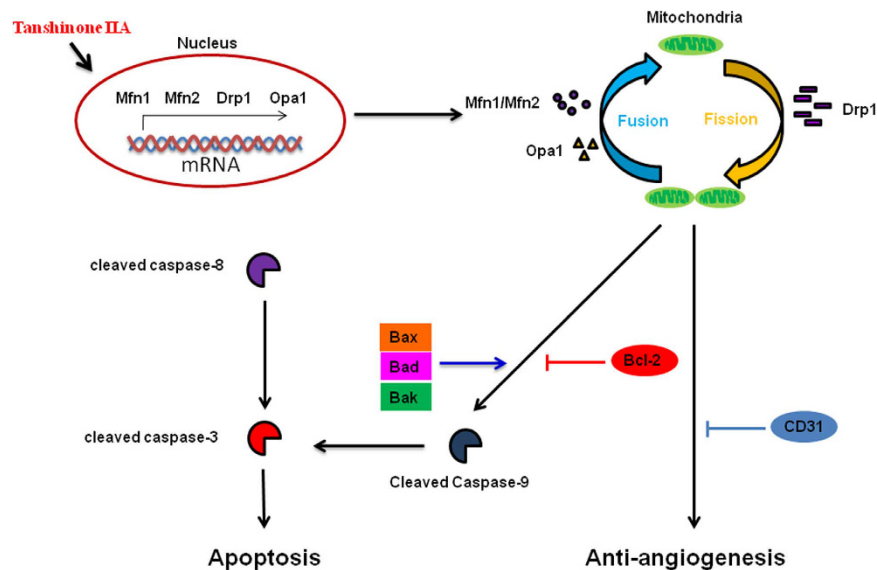 Tanshinone IIA
Nucleus
Mfn1 Mfn2 Drp1 Opa1
mRNA
Mitochondria
Mfn1/Mfn2
Opa1
Fusion
Fission
Drp1
cleaved caspase-8
Bax
Bad
Bak
Bcl-2
CD31
cleaved caspase-3
Cleaved Caspase-9
Apoptosis
Anti-angiogenesis